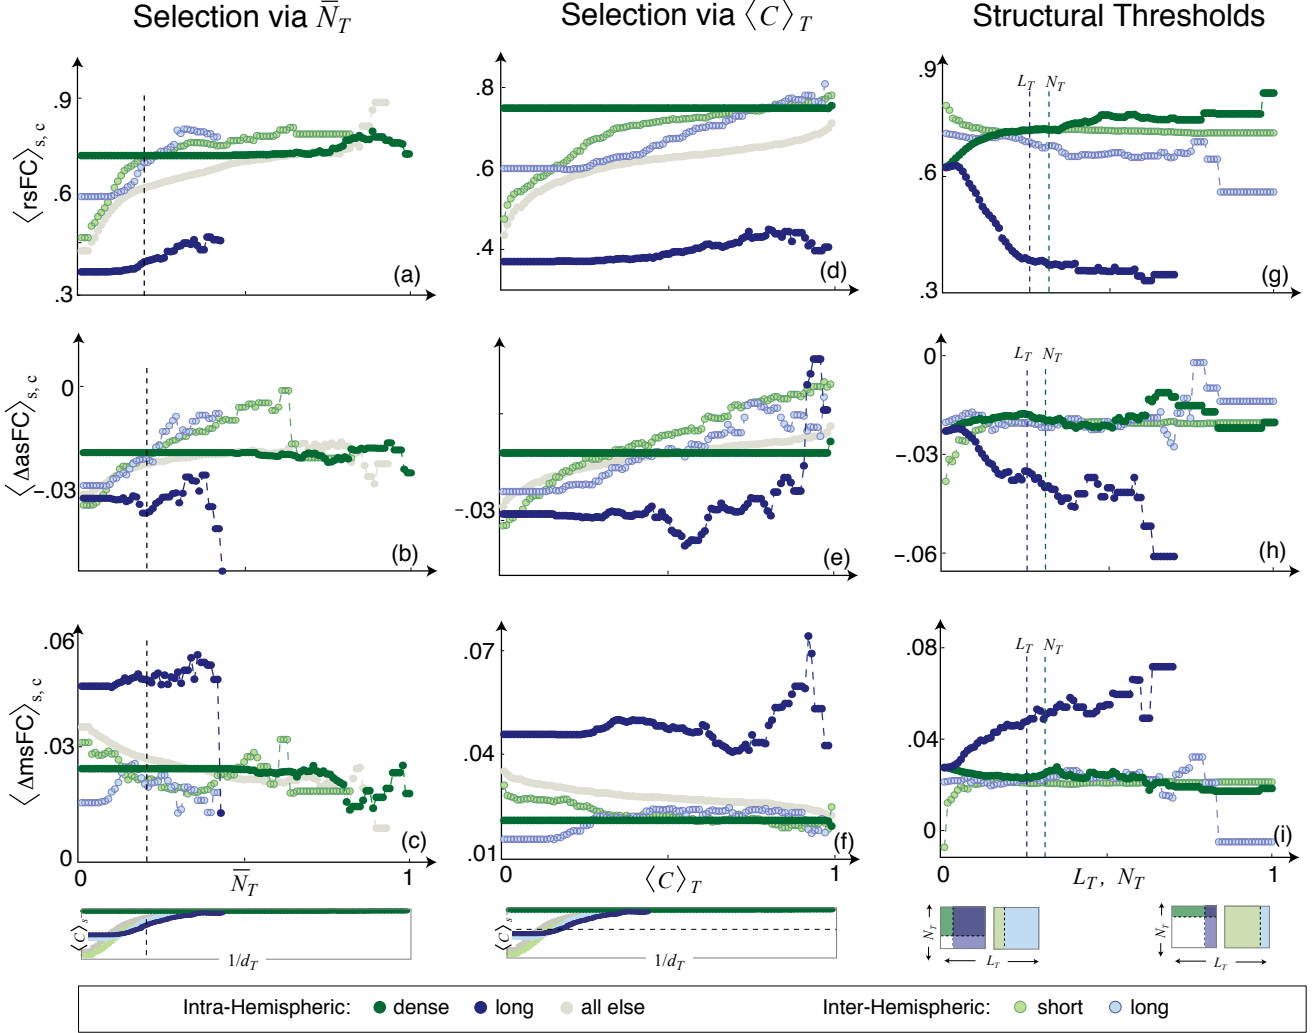 Selection via N̅_T
Selection via ⟨C⟩_T
Structural Thresholds
⟨rsFC⟩_s, c
.9
.6
.3
(a)
.8
.6
.4
(d)
.9
.6
.3
L_T
N_T
(g)
⟨ΔasFC⟩_s, c
0
−.03
(b)
−.03
(e)
0
−.03
−.06
L_T
N_T
(h)
⟨ΔmsFC⟩_s, c
.06
.03
0
(c)
.07
.04
.01
(f)
.08
.04
0
L_T
N_T
(i)
0
N̅_T
1
0
⟨C⟩_T
1
0
L_T, N_T
1
⟨C⟩_s
1/d_T
⟨C⟩_s
1/d_T
N_T
L_T
N_T
L_T
Intra-Hemispheric: dense long all else Inter-Hemispheric: short long